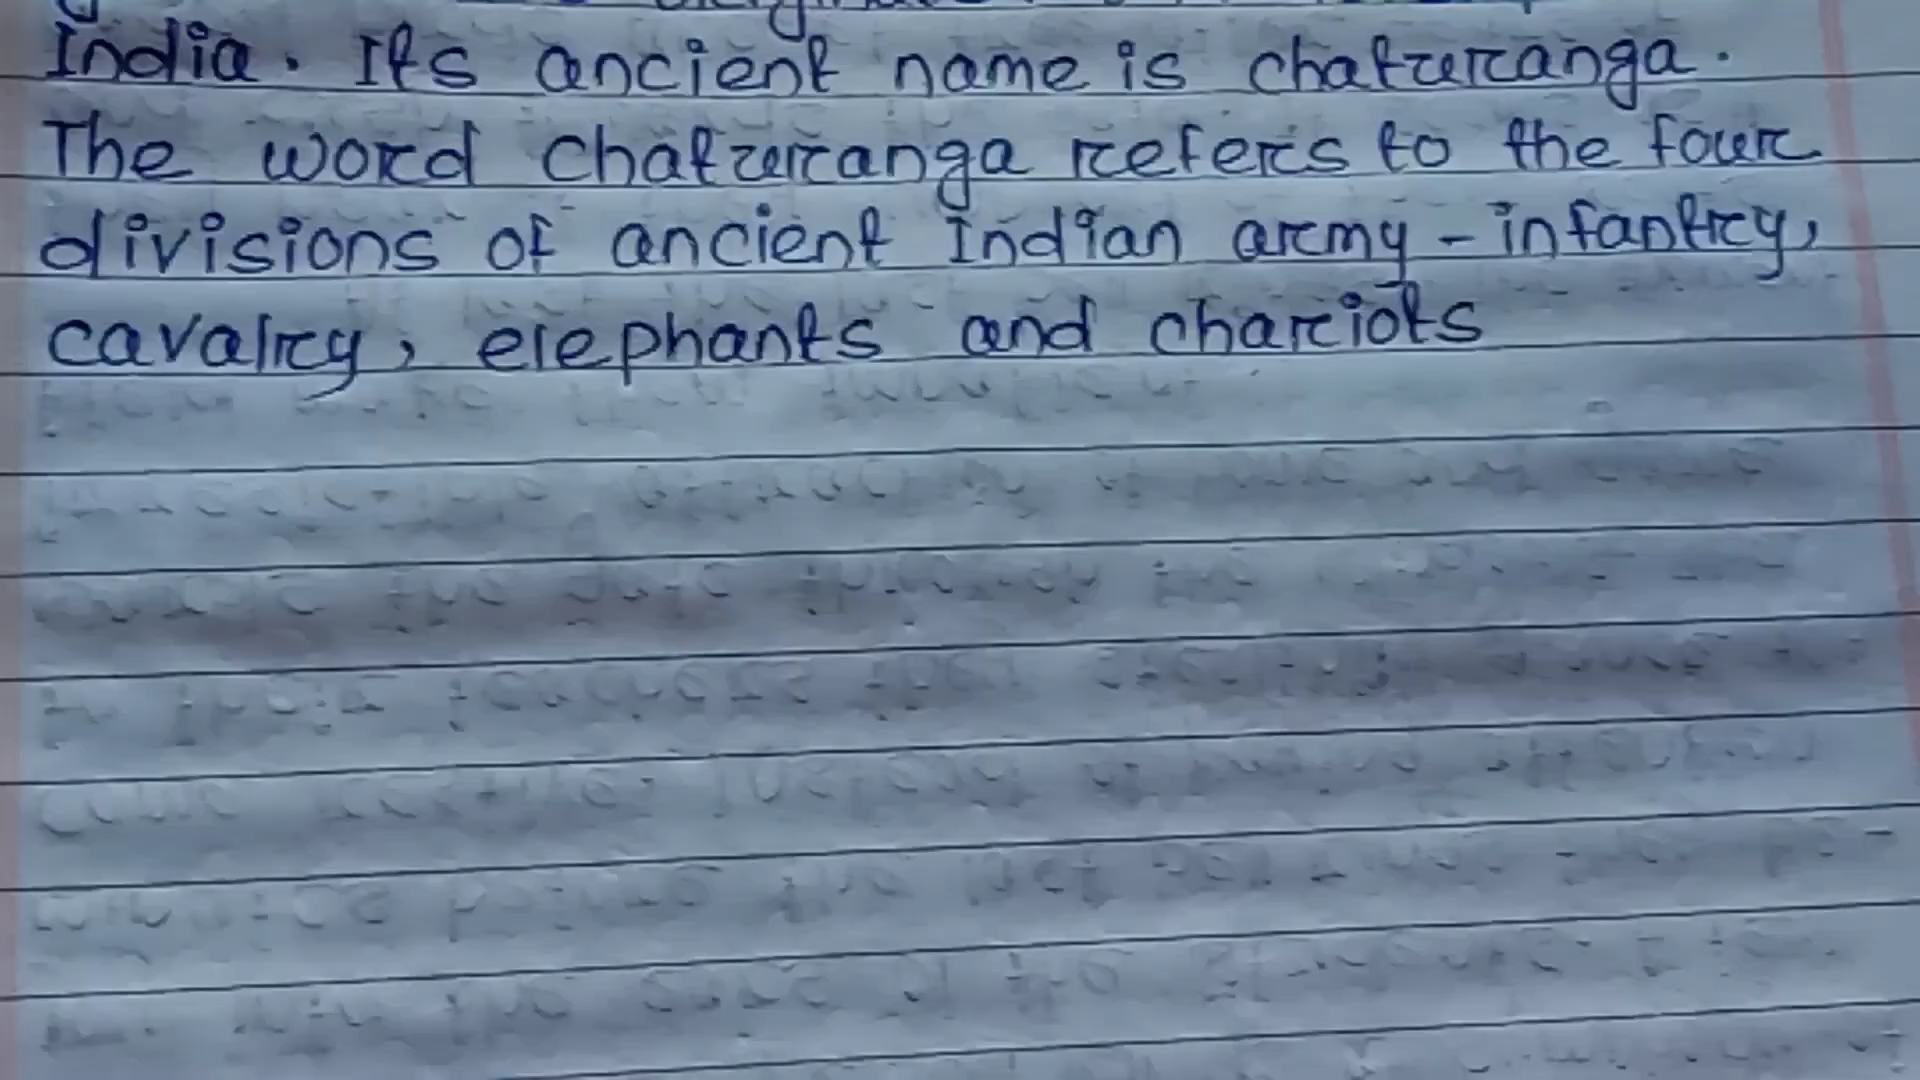 India. Its ancient name is chaturanga.
The word chaturanga refers to the four
divisions of ancient Indian army - infantry,
cavalry, elephants and chariots